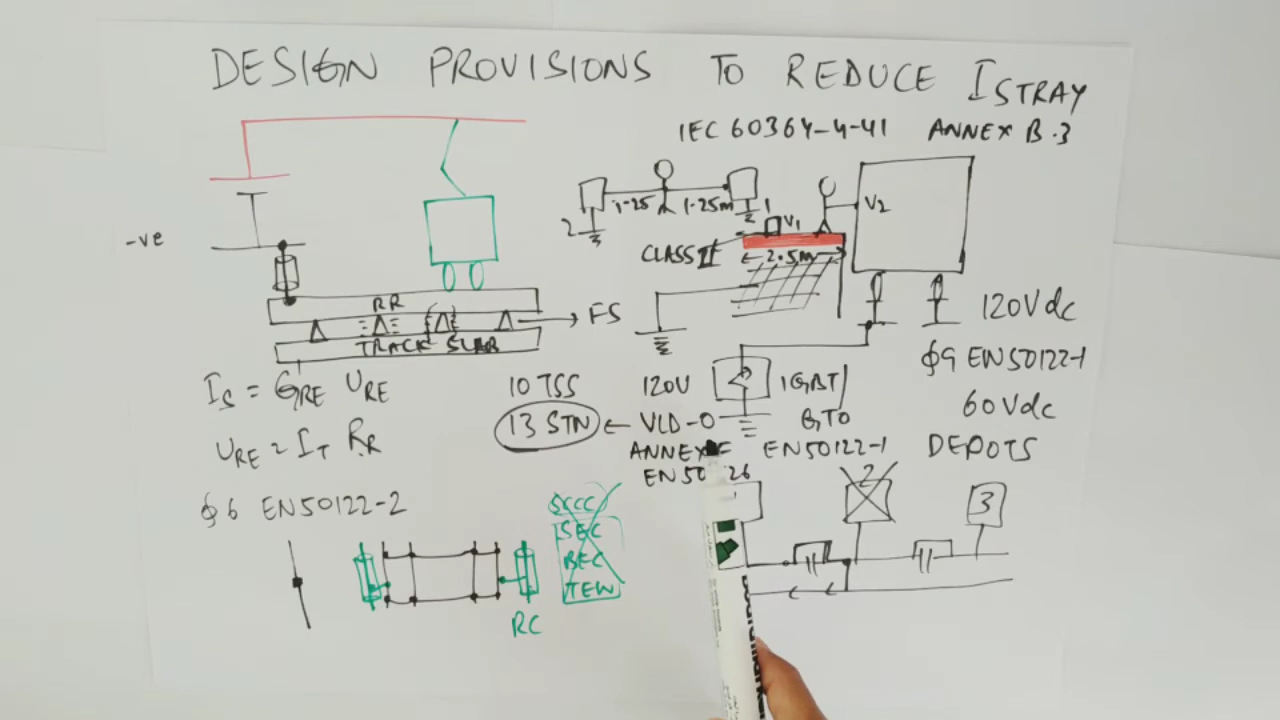 DESIGN PROVISIONS TO REDUCE ISTRAY
IEC 60364-4-41 ANNEX B.3
-ve
RR
TRACK SLAB
FS
2
1.25
1.25m
1
V1
V2
CLASS II
2.5m
120Vdc
§9 EN50122-1
60Vdc
DEPOTS
IS = GRE URE
URE = IT RR
§6 EN50122-2
10 TSS
13 STN ← VLD-O
120V
IGBT/
GTO
ANNEX F EN50122-1
SCCC
SEC
BEC
TEW
RC
2
3